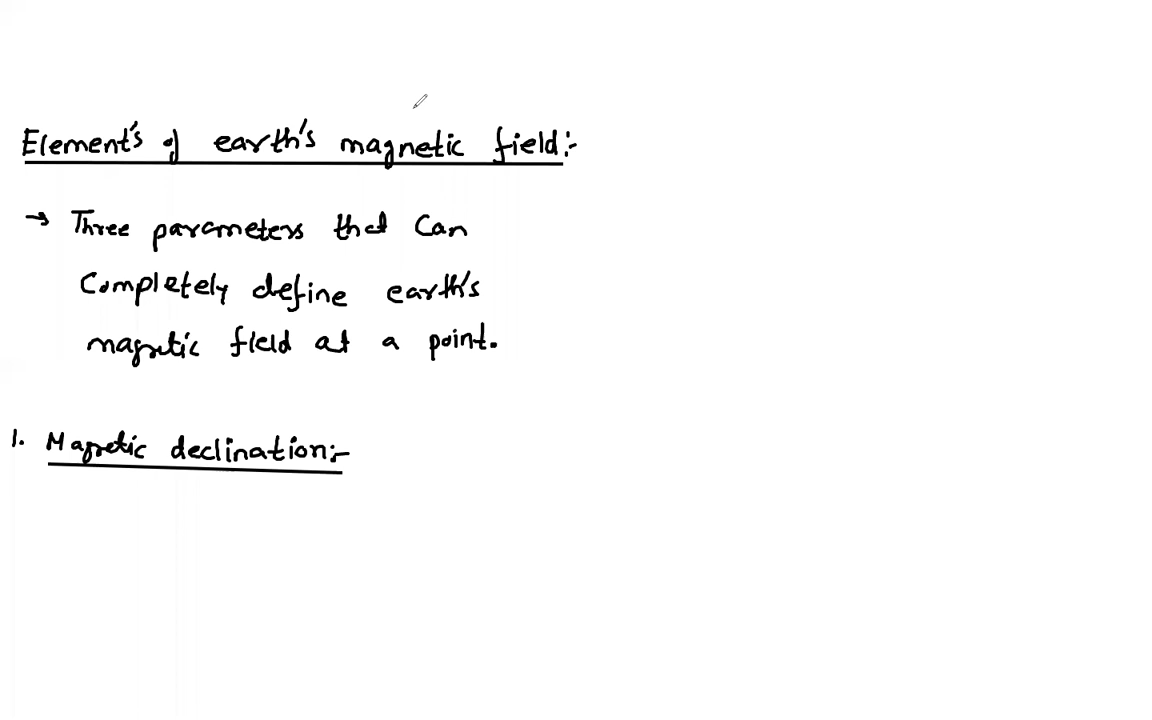 Element's of earth's magnetic field:-
→ Three parameters that can
completely define earth's
magnetic field at a point.
1. Magnetic declination:-